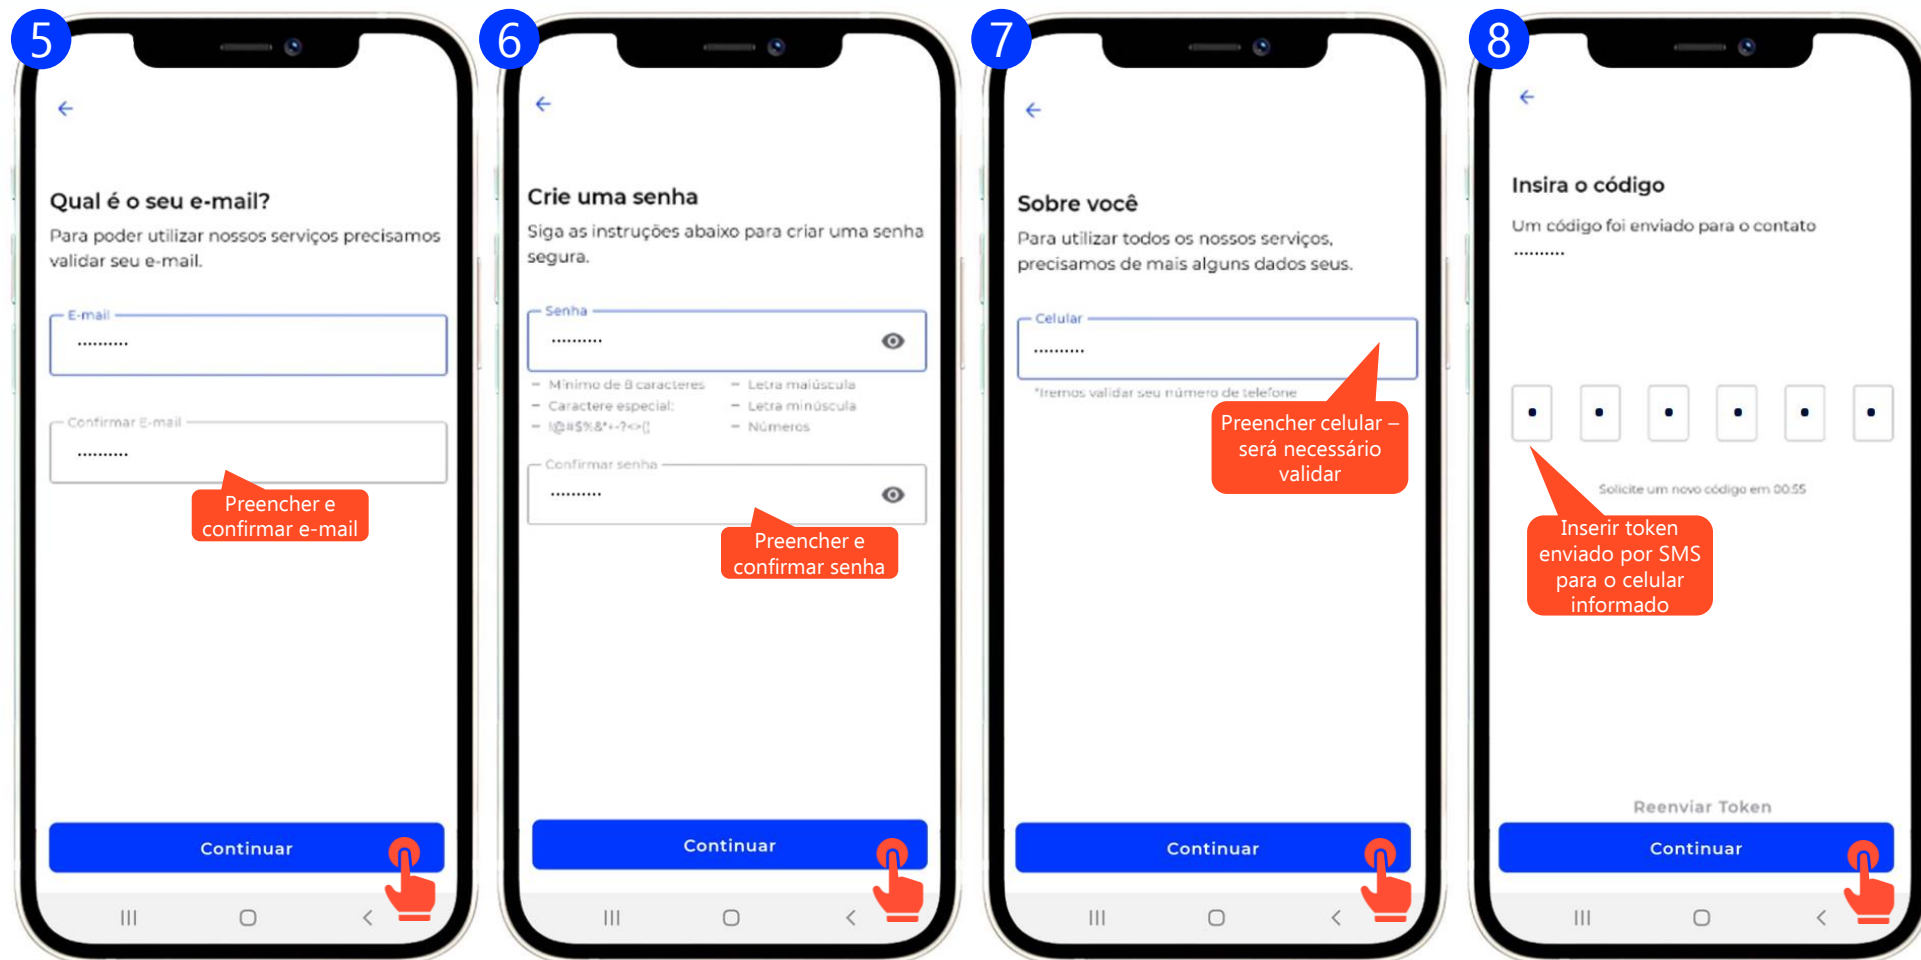 5
Qual é o seu e-mail?
Para poder utilizar nossos serviços precisamos
validar seu e-mail.
E-mail
..........
Confirmar E-mail
..........
Preencher e
confirmar e-mail
Continuar
6
Crie uma senha
Siga as instruções abaixo para criar uma senha
segura.
Senha
..........
– Mínimo de 8 caracteres
– Caractere especial:
– Letra maiúscula
– Letra minúscula
– Números
Confirmar senha
..........
Preencher e
confirmar senha
Continuar
7
Sobre você
Para utilizar todos os nossos serviços,
precisamos de mais alguns dados seus.
Celular
..........
*Iremos validar seu número de telefone
Preencher celular –
será necessário
validar
Continuar
8
Insira o código
Um código foi enviado para o contato
..........
• • • • • •
Solicite um novo código em 00:55
Inserir token
enviado por SMS
para o celular
informado
Reenviar Token
Continuar